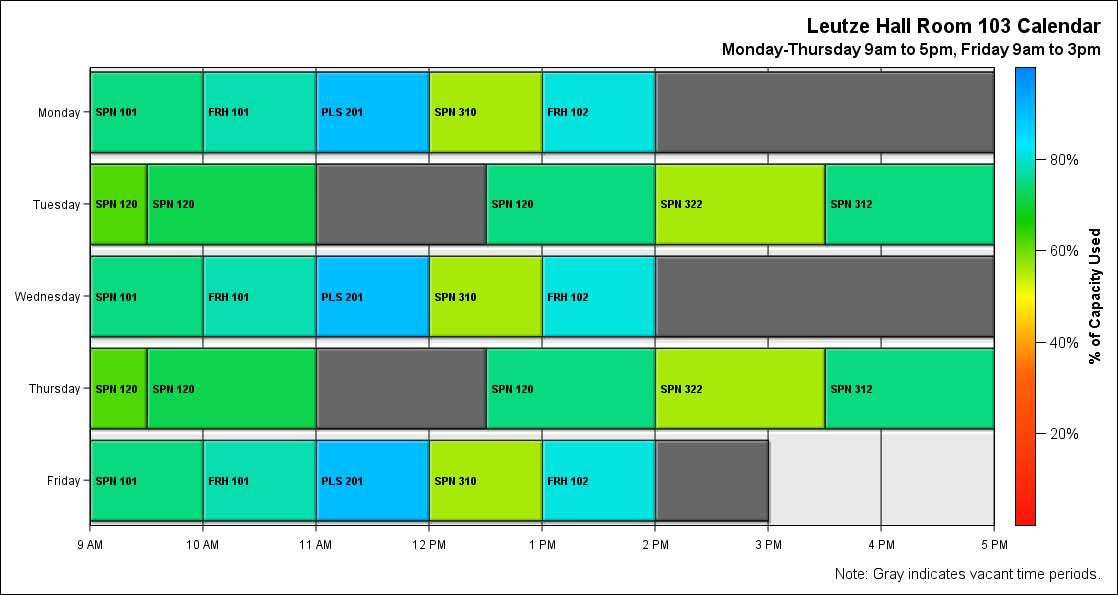 Leutze Hall Room 103 Calendar
Monday-Thursday 9am to 5pm, Friday 9am to 3pm
Monday SPN 101 FRH 101 PLS 201 SPN 310 FRH 102
Tuesday SPN 120 SPN 120 SPN 120 SPN 322 SPN 312
Wednesday SPN 101 FRH 101 PLS 201 SPN 310 FRH 102
Thursday SPN 120 SPN 120 SPN 120 SPN 322 SPN 312
Friday SPN 101 FRH 101 PLS 201 SPN 310 FRH 102
9 AM 10 AM 11 AM 12 PM 1 PM 2 PM 3 PM 4 PM 5 PM
80%
60%
40%
20%
% of Capacity Used
Note: Gray indicates vacant time periods.